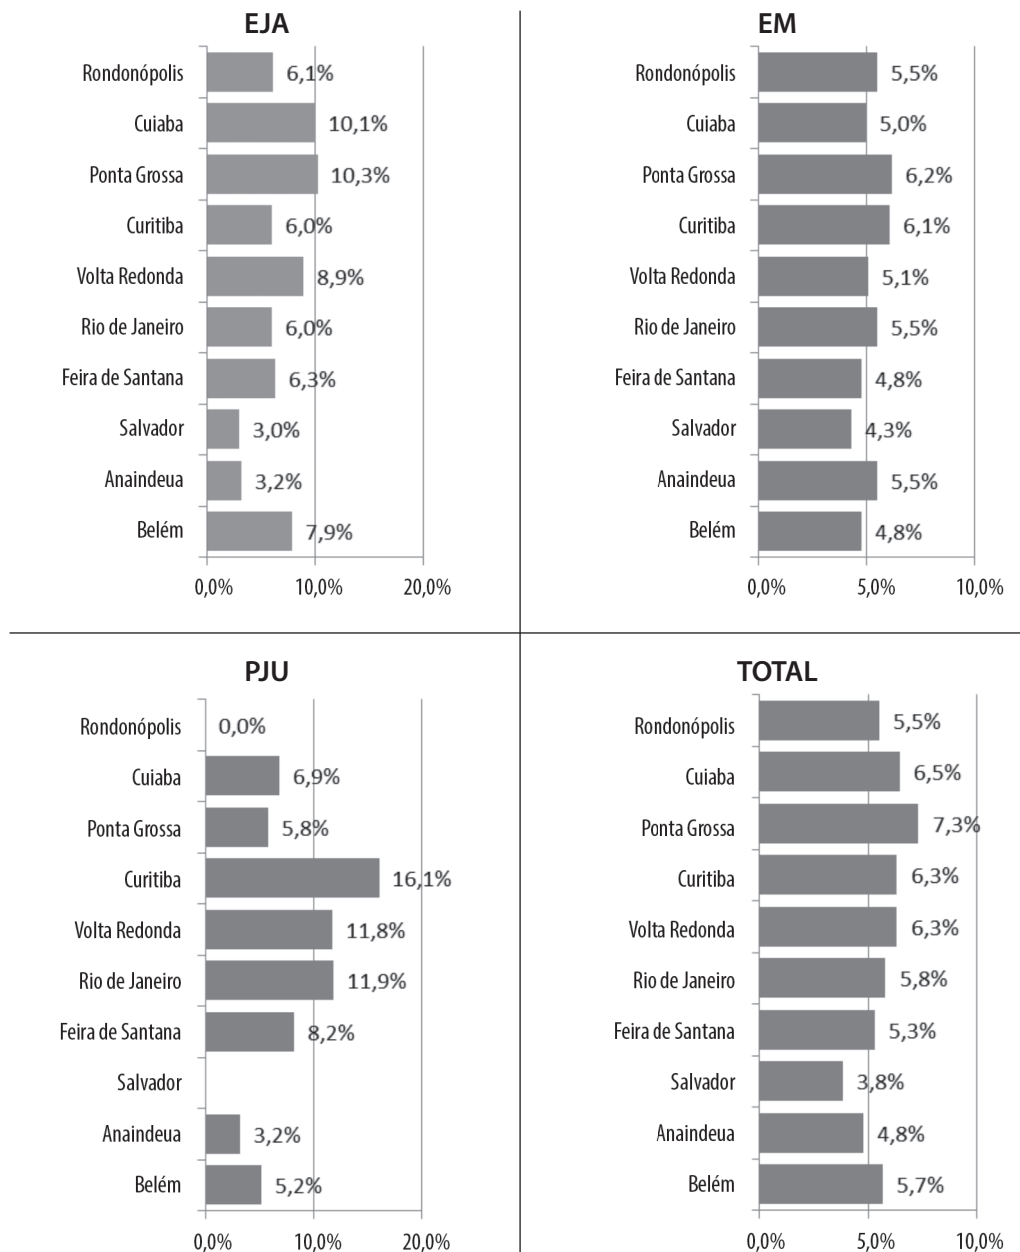 EJA
Rondonópolis 6,1%
Cuiaba 10,1%
Ponta Grossa 10,3%
Curitiba 6,0%
Volta Redonda 8,9%
Rio de Janeiro 6,0%
Feira de Santana 6,3%
Salvador 3,0%
Anaindeua 3,2%
Belém 7,9%
0,0% 10,0% 20,0%
EM
Rondonópolis 5,5%
Cuiaba 5,0%
Ponta Grossa 6,2%
Curitiba 6,1%
Volta Redonda 5,1%
Rio de Janeiro 5,5%
Feira de Santana 4,8%
Salvador 4,3%
Anaindeua 5,5%
Belém 4,8%
0,0% 5,0% 10,0%
PJU
Rondonópolis 0,0%
Cuiaba 6,9%
Ponta Grossa 5,8%
Curitiba 16,1%
Volta Redonda 11,8%
Rio de Janeiro 11,9%
Feira de Santana 8,2%
Salvador
Anaindeua 3,2%
Belém 5,2%
0,0% 10,0% 20,0%
TOTAL
Rondonópolis 5,5%
Cuiaba 6,5%
Ponta Grossa 7,3%
Curitiba 6,3%
Volta Redonda 6,3%
Rio de Janeiro 5,8%
Feira de Santana 5,3%
Salvador 3,8%
Anaindeua 4,8%
Belém 5,7%
0,0% 5,0% 10,0%